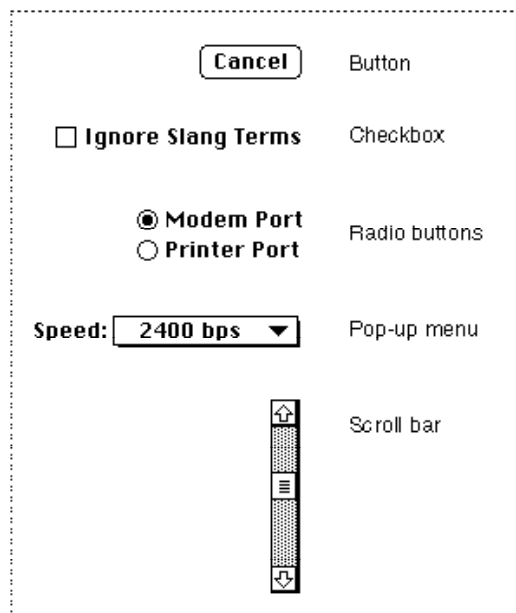 Cancel Button
Ignore Slang Terms Checkbox
Modem Port
Printer Port
Radio buttons
Speed: 2400 bps Pop-up menu
Scroll bar